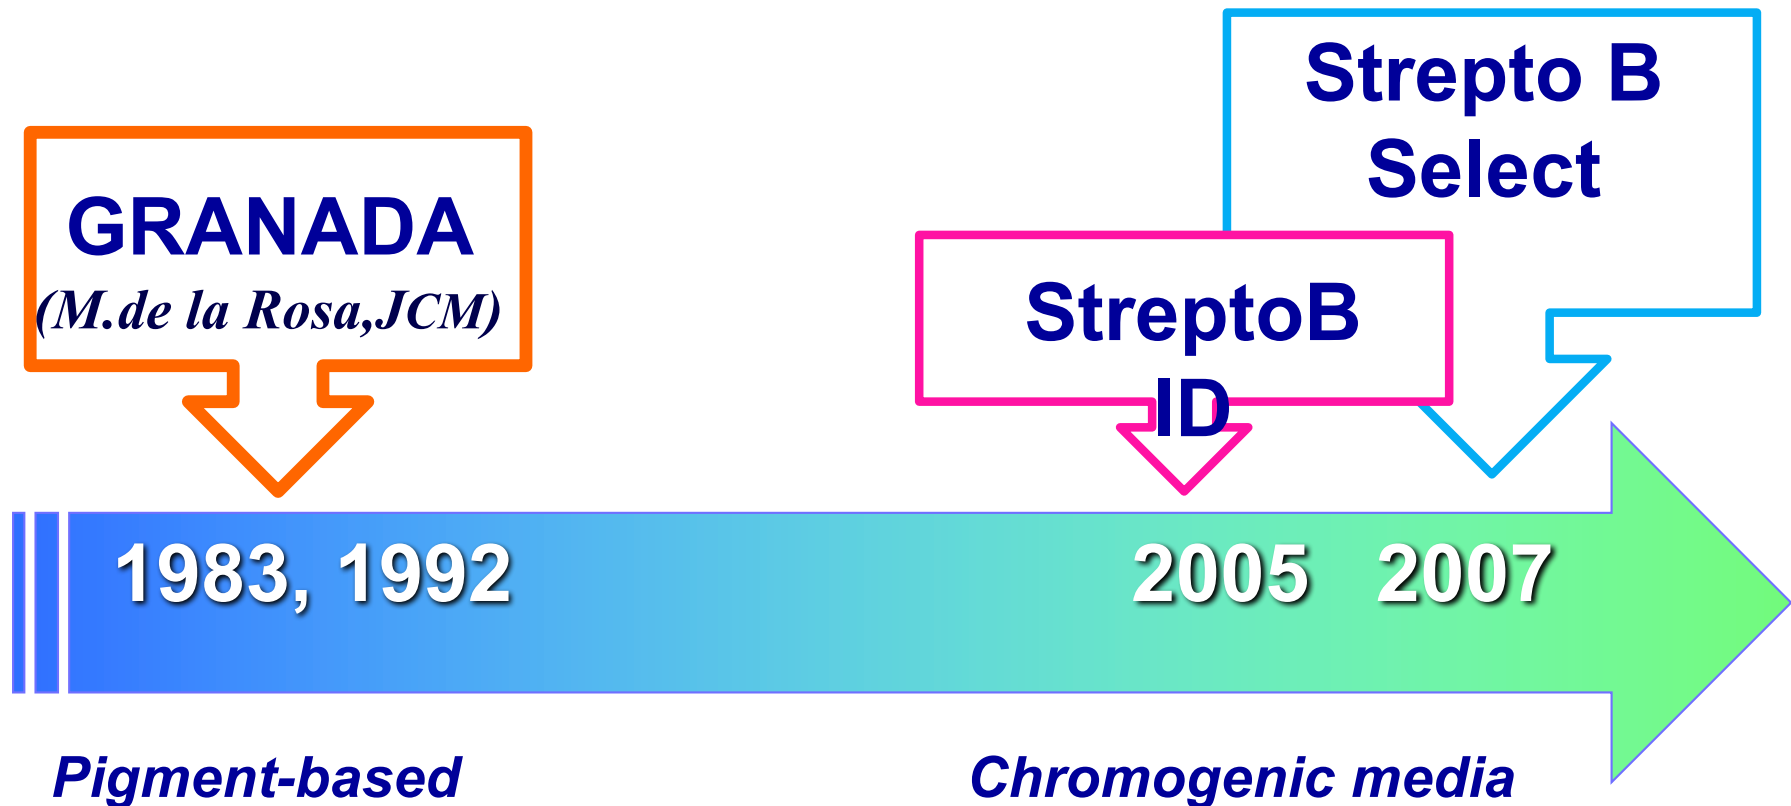 GRANADA
(M.de la Rosa,JCM)
Strepto B
Select
StreptoB
ID
1983, 1992
2005
2007
Pigment-based
Chromogenic media